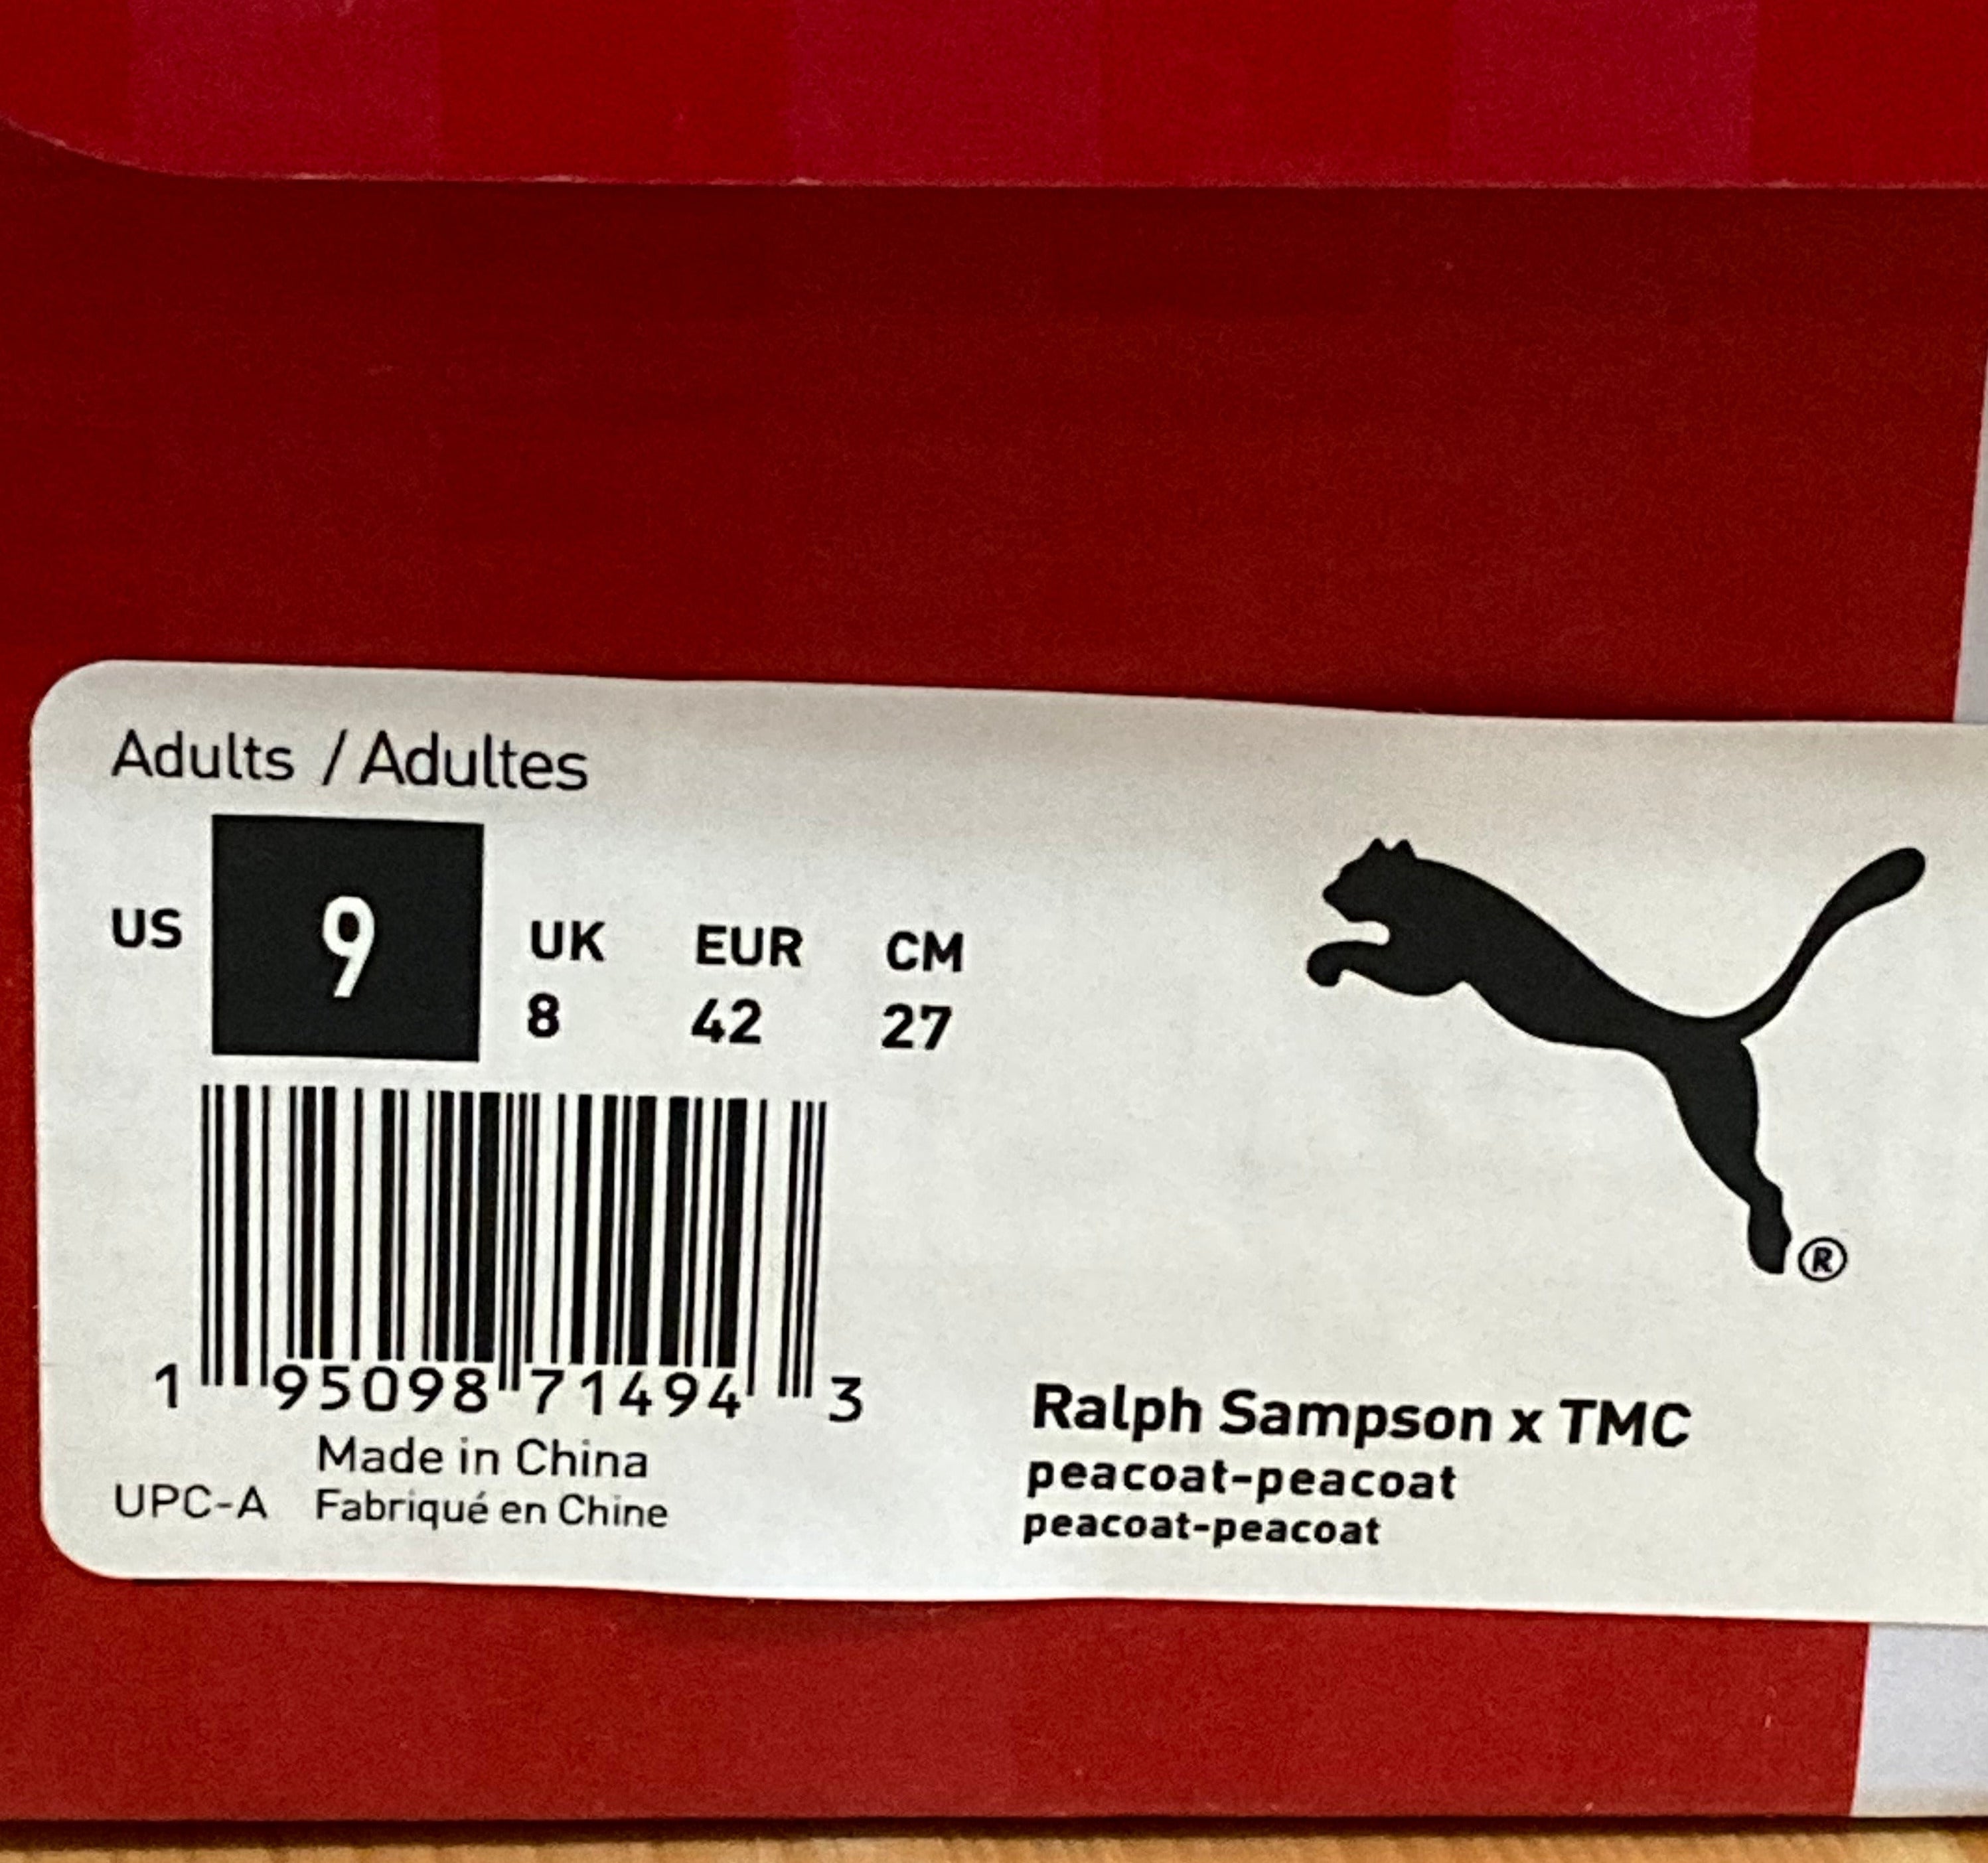 Adults / Adultes
US 9 UK 8 EUR 42 CM 27
1 95098 71494 3
Made in China
UPC-A Fabriqué en Chine
®
Ralph Sampson x TMC
peacoat-peacoat
peacoat-peacoat